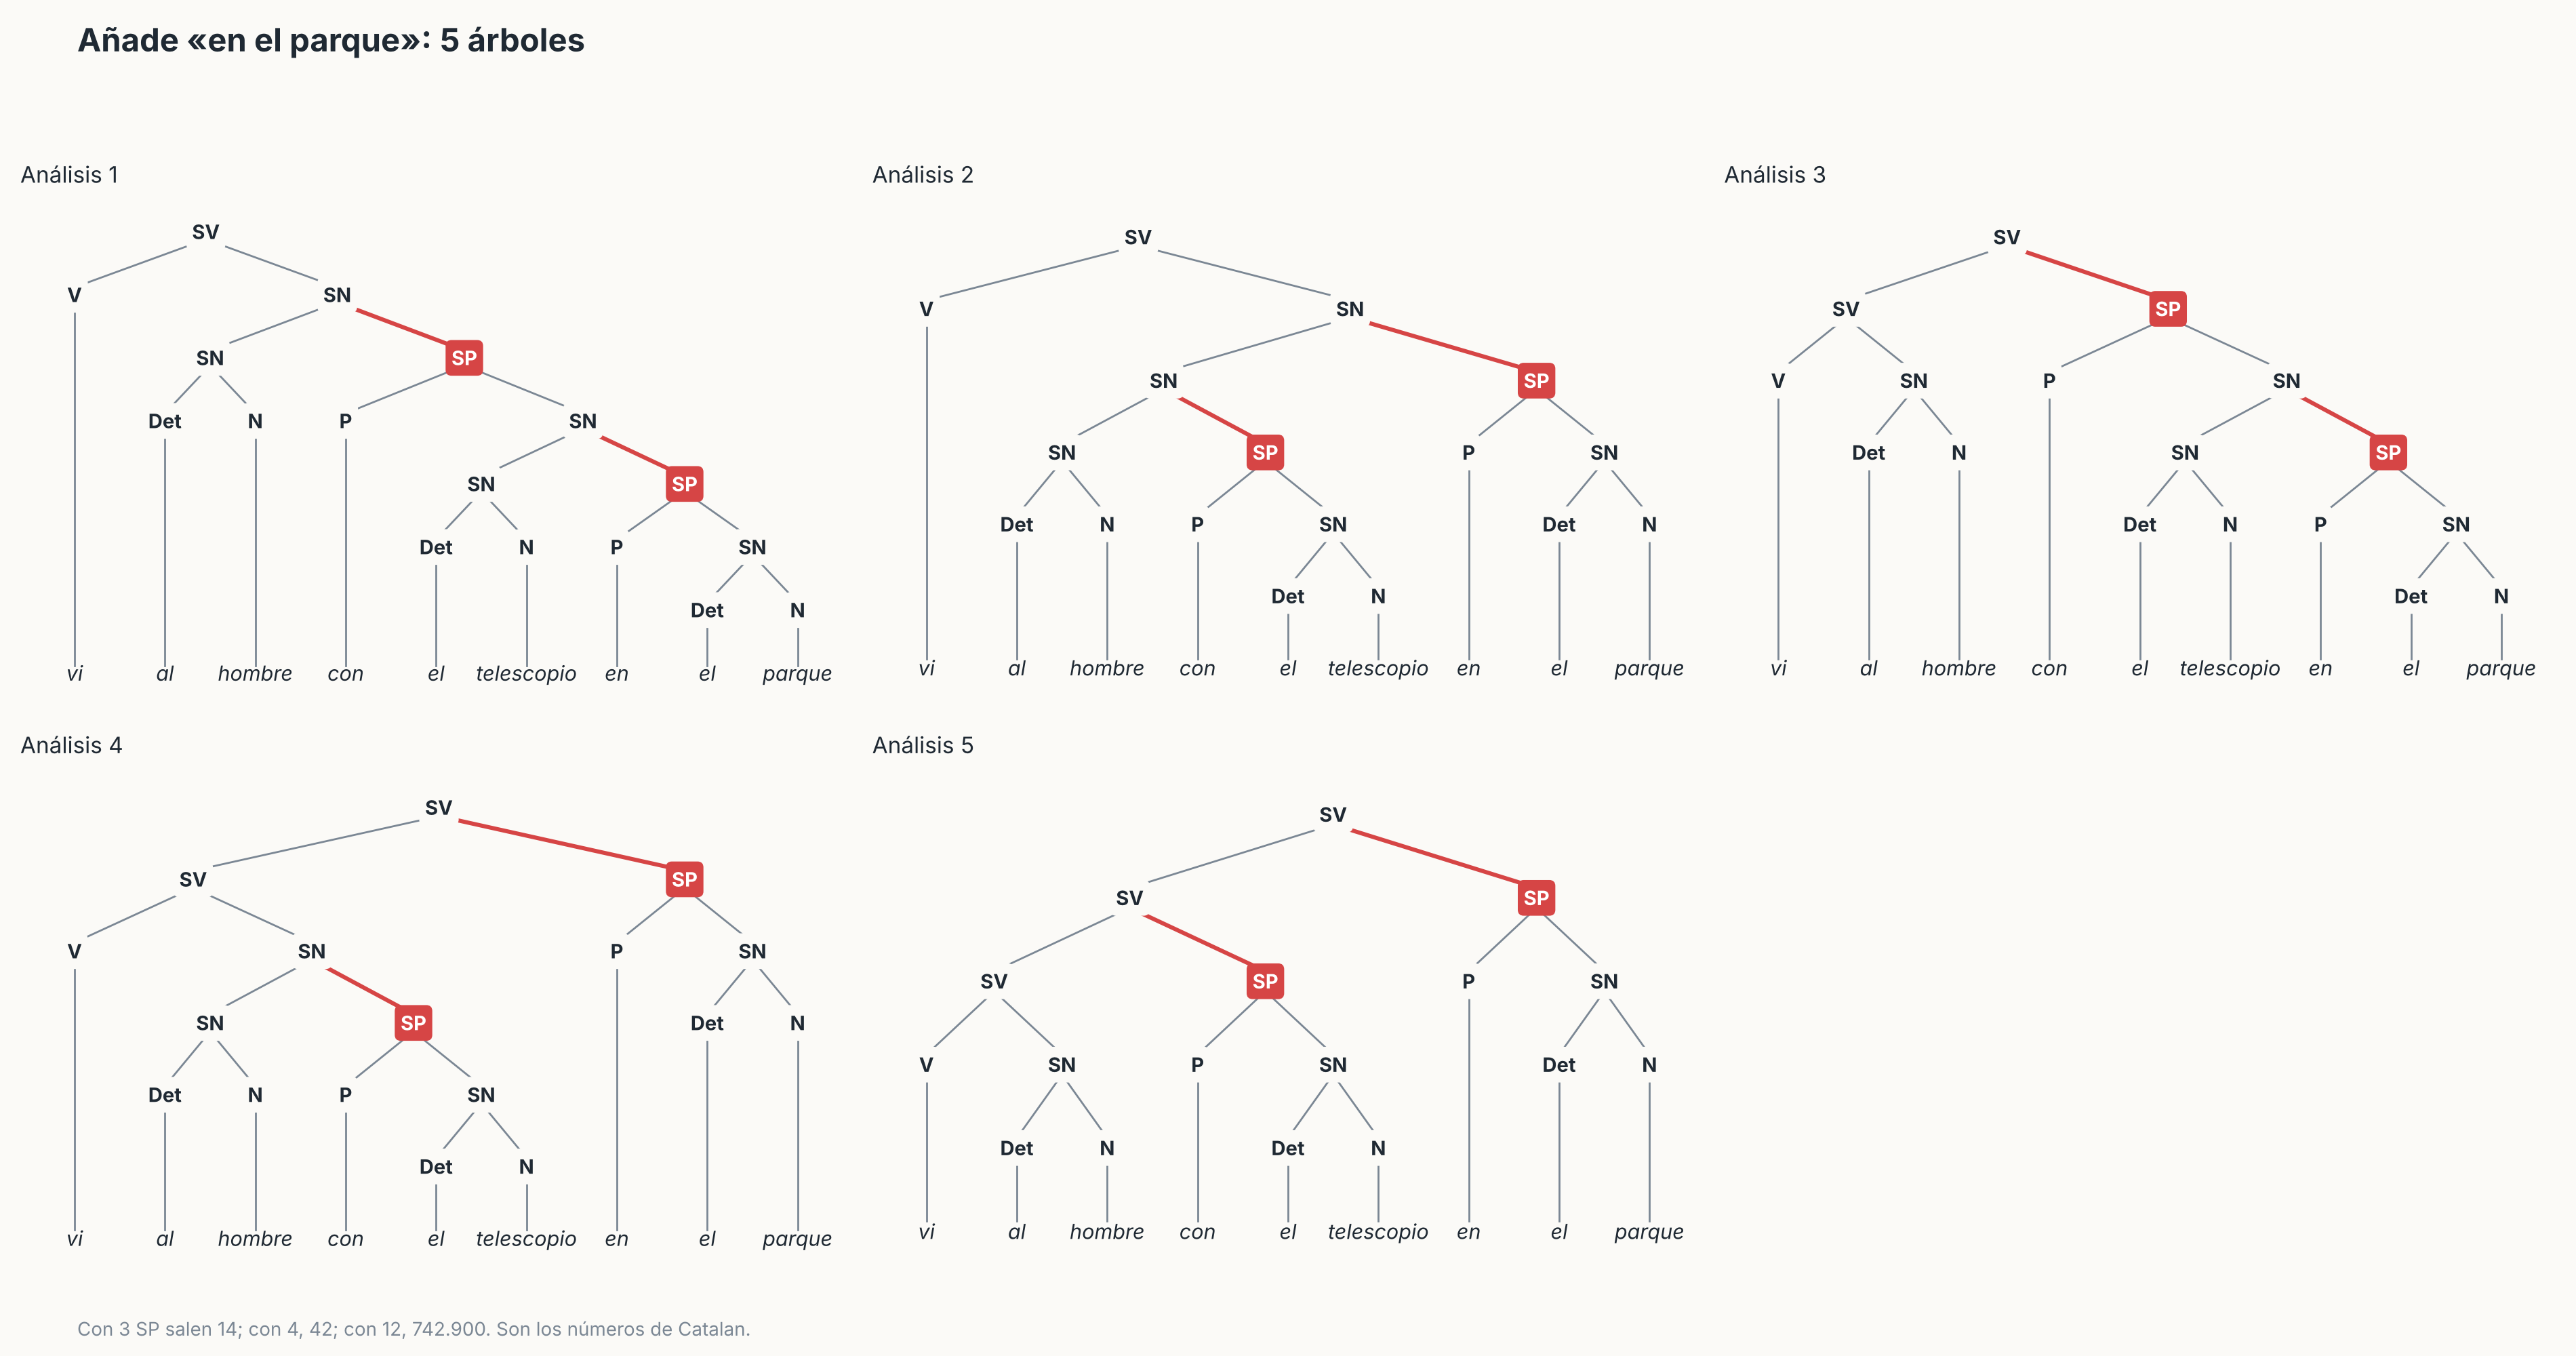 Añade «en el parque»: 5 árboles
Análisis 1
SV
V SN
SN SP
Det N P SN
SN SP
Det N P SN
Det N
vi al hombre con el telescopio en el parque
Análisis 2
SV
V SN
SN SP
SN SP P SN
Det N P SN Det N
Det N
vi al hombre con el telescopio en el parque
Análisis 3
SV
SV SP
V SN P SN
Det N SN SP
Det N P SN
Det N
vi al hombre con el telescopio en el parque
Análisis 4
SV
SV SP
V SN P SN
SN SP Det N
Det N P SN
Det N
vi al hombre con el telescopio en el parque
Análisis 5
SV
SV SP
SV SP P SN
V SN P SN Det N
Det N Det N
vi al hombre con el telescopio en el parque
Con 3 SP salen 14; con 4, 42; con 12, 742.900. Son los números de Catalan.